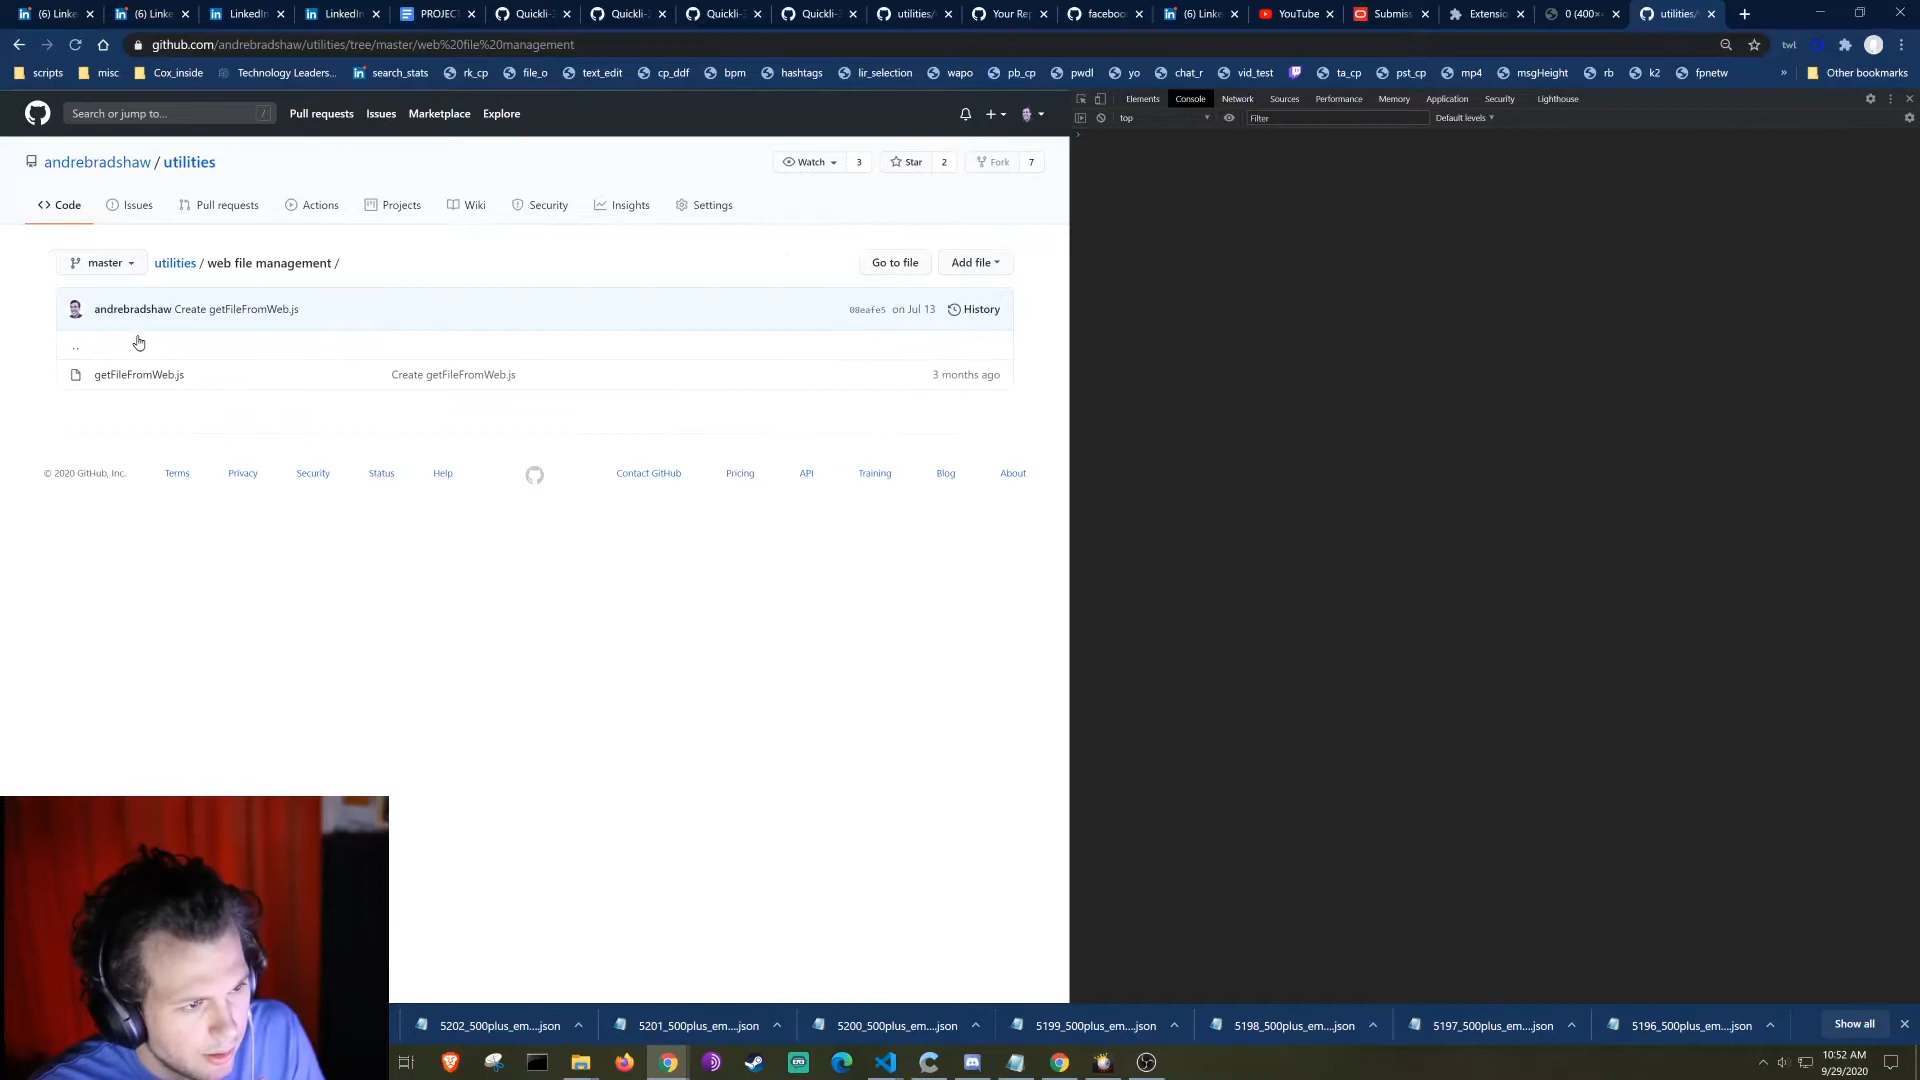 (6) Linke
(6) Linke
LinkedIn
LinkedIn
PROJEC
Quickli-
Quickli-
Quickli-
Quickli-
utilities/
Your Rep
faceboo
(6) Linke
YouTube
Submiss
Extensio
0 (400×
utilities/
github.com/andrebradshaw/utilities/tree/master/web%20file%20management
twl
scripts
misc
Cox_inside
Technology Leaders...
search_stats
rk_cp
file_o
text_edit
cp_ddf
bpm
hashtags
lir_selection
wapo
pb_cp
pwdl
yo
chat_r
vid_test
ta_cp
pst_cp
mp4
msgHeight
rb
k2
fpnetw
»
Other bookmarks
Search or jump to...
/
Pull requests
Issues
Marketplace
Explore
Elements
Console
Network
Sources
Performance
Memory
Application
Security
Lighthouse
top
Filter
Default levels
andrebradshaw / utilities
Watch
3
Star
2
Fork
7
Code
Issues
Pull requests
Actions
Projects
Wiki
Security
Insights
Settings
master
utilities / web file management /
Go to file
Add file
andrebradshaw Create getFileFromWeb.js
08eafe5 on Jul 13
History
..
getFileFromWeb.js
Create getFileFromWeb.js
3 months ago
© 2020 GitHub, Inc.
Terms
Privacy
Security
Status
Help
Contact GitHub
Pricing
API
Training
Blog
About
5202_500plus_em....json
5201_500plus_em....json
5200_500plus_em....json
5199_500plus_em....json
5198_500plus_em....json
5197_500plus_em....json
5196_500plus_em....json
Show all
10:52 AM
9/29/2020